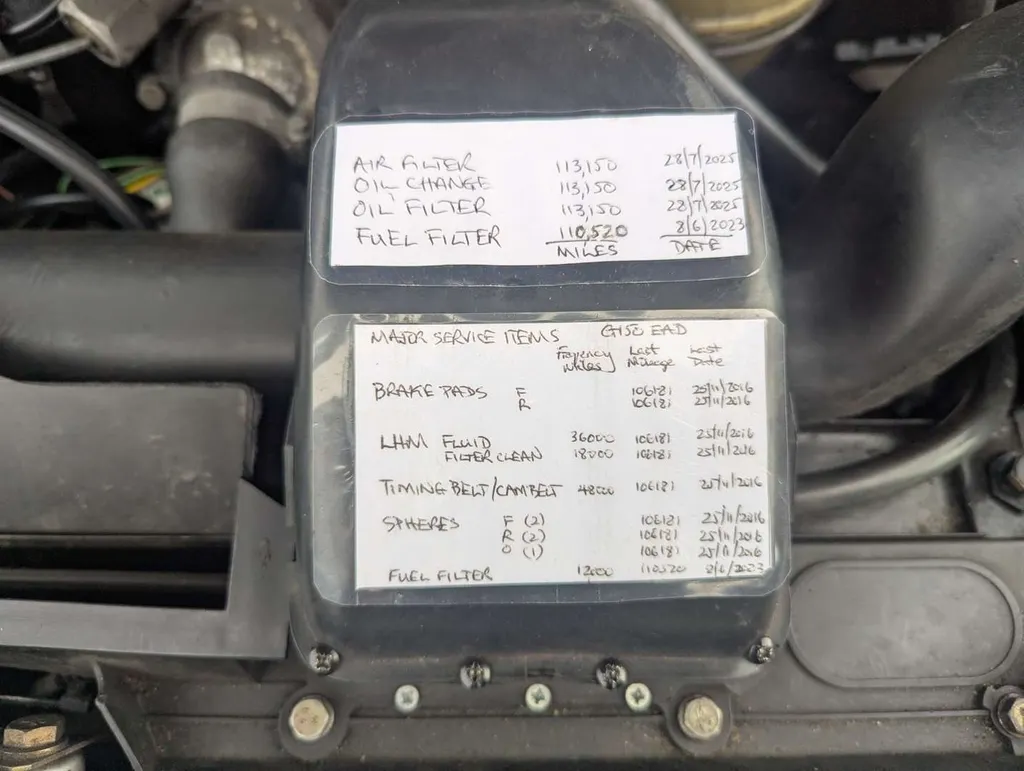 AIR FILTER 113,150 28/7/2025
OIL CHANGE 113,150 28/7/2025
OIL FILTER 113,150 28/7/2025
FUEL FILTER 110,520 8/6/2023
MILES DATE
MAJOR SERVICE ITEMS EAD
Last Last
Mileage Date
BRAKE PADS F 106181 25/11/2016
R 106181 25/11/2016
LHM FLUID 36000 106181 25/11/2016
FILTER CLEAN 18000 106181 25/11/2016
TIMING BELT/CAMBELT 48000 106181 25/11/2016
SPHERES F (2) 106181 25/11/2016
R (2) 106181 25/11/2016
O (1) 106181 25/11/2016
FUEL FILTER 12000 110520 8/6/2023